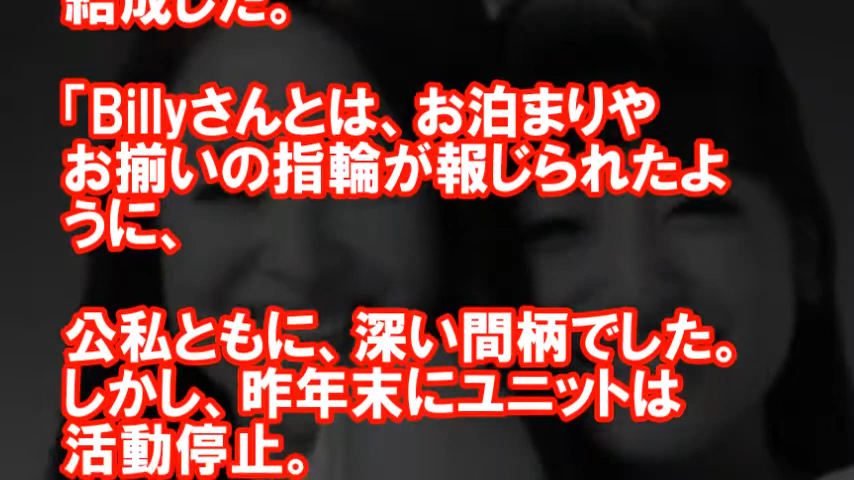 結成した。
「Billyさんとは、お泊まりや
お揃いの指輪が報じられたよ
うに、
公私ともに、深い間柄でした。
しかし、昨年末にユニットは
活動停止。